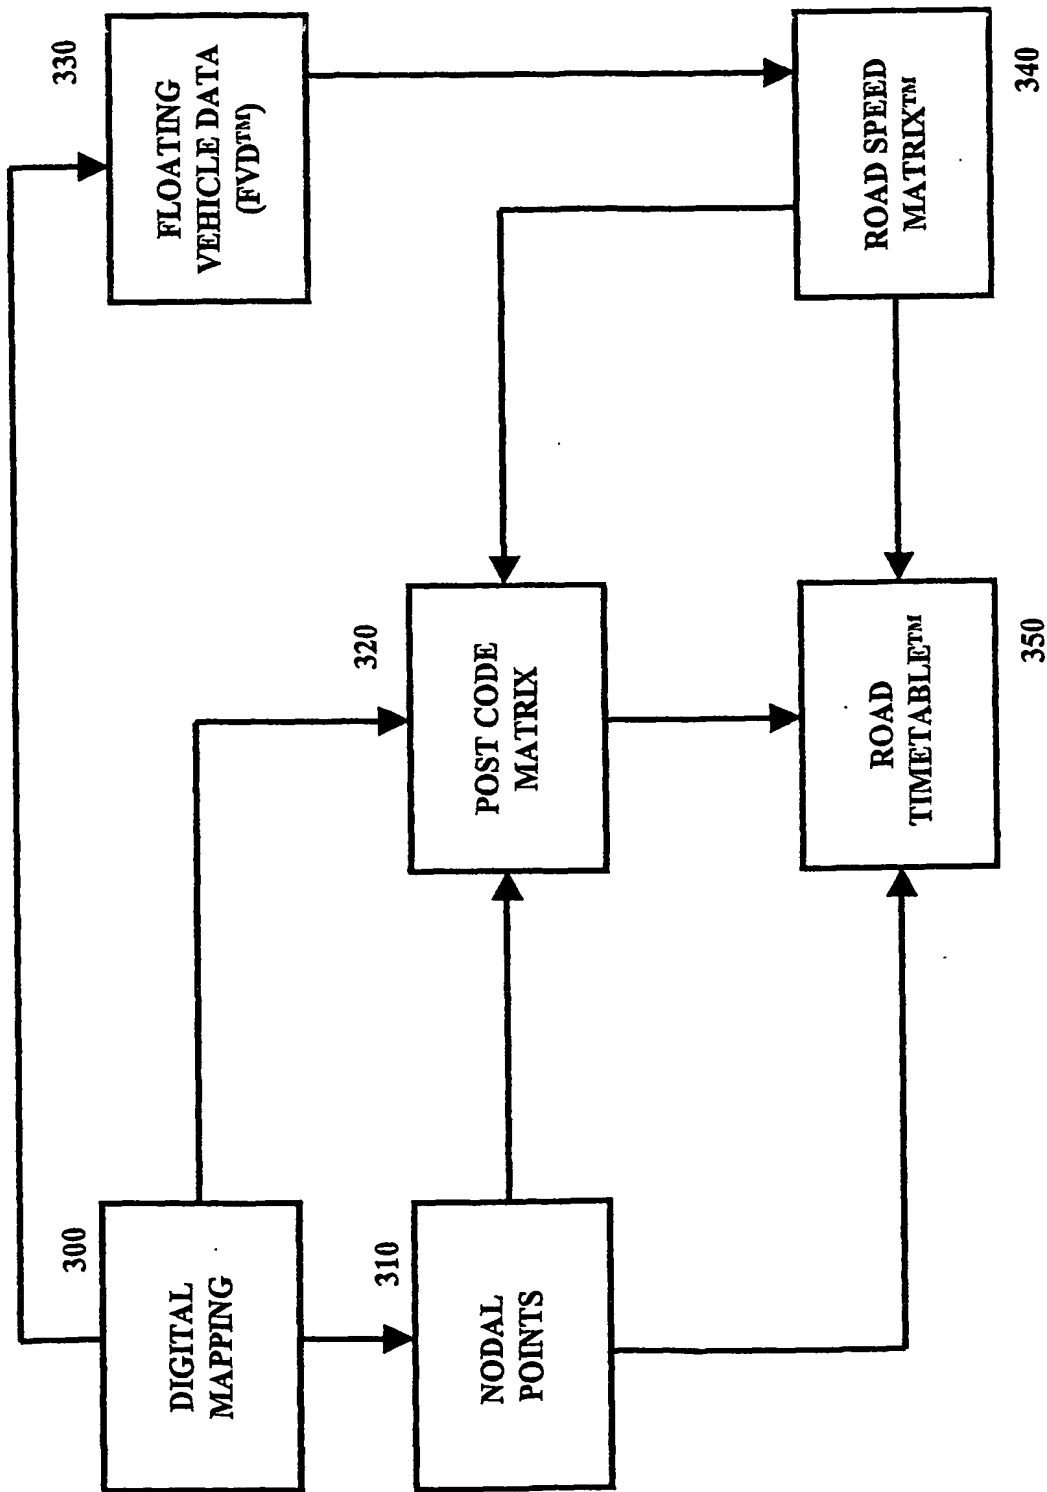 300
DIGITAL
MAPPING
310
NODAL
POINTS
320
POST CODE
MATRIX
330
FLOATING
VEHICLE DATA
(FVD™)
340
ROAD SPEED
MATRIX™
350
ROAD
TIMETABLE™